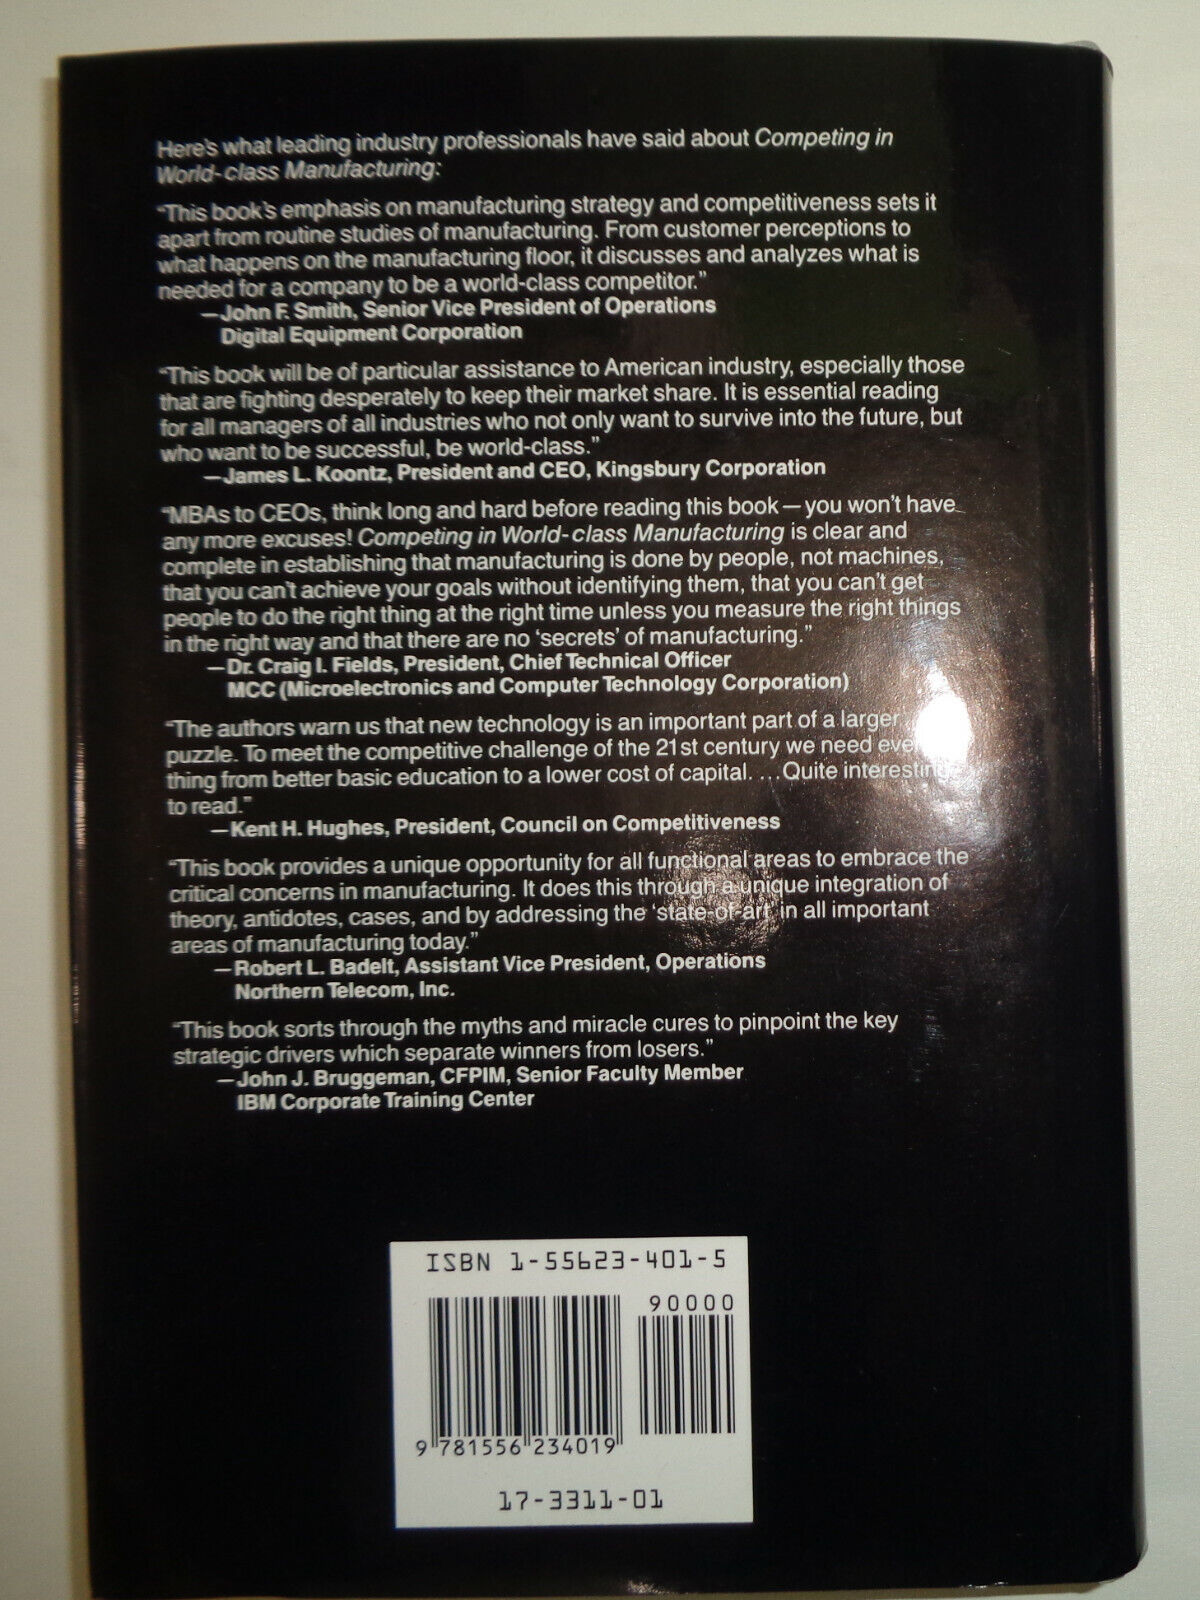 Here's what leading industry professionals have said about Competing in
World-class Manufacturing:
"This book's emphasis on manufacturing strategy and competitiveness sets it
apart from routine studies of manufacturing. From customer perceptions to
what happens on the manufacturing floor, it discusses and analyzes what is
needed for a company to be a world-class competitor."
—John F. Smith, Senior Vice President of Operations
Digital Equipment Corporation
"This book will be of particular assistance to American industry, especially those
that are fighting desperately to keep their market share. It is essential reading
for all managers of all industries who not only want to survive into the future, but
who want to be successful, be world-class."
—James L. Koontz, President and CEO, Kingsbury Corporation
"MBAs to CEOs, think long and hard before reading this book—you won't have
any more excuses! Competing in World-class Manufacturing is clear and
complete in establishing that manufacturing is done by people, not machines,
that you can't achieve your goals without identifying them, that you can't get
people to do the right thing at the right time unless you measure the right things
in the right way and that there are no 'secrets' of manufacturing."
—Dr. Craig I. Fields, President, Chief Technical Officer
MCC (Microelectronics and Computer Technology Corporation)
"The authors warn us that new technology is an important part of a larger
puzzle. To meet the competitive challenge of the 21st century we need
thing from better basic education to a lower cost of capital. ...Quite interesting
to read."
—Kent H. Hughes, President, Council on Competitiveness
"This book provides a unique opportunity for all functional areas to embrace the
critical concerns in manufacturing. It does this through a unique integration of
theory, antidotes, cases, and by addressing the 'state-of-art' in all important
areas of manufacturing today."
—Robert L. Badelt, Assistant Vice President, Operations
Northern Telecom, Inc.
"This book sorts through the myths and miracle cures to pinpoint the key
strategic drivers which separate winners from losers."
—John J. Bruggeman, CFPIM, Senior Faculty Member
IBM Corporate Training Center
ISBN 1-55623-401-5
90000
9 781556 234019
17-3311-01